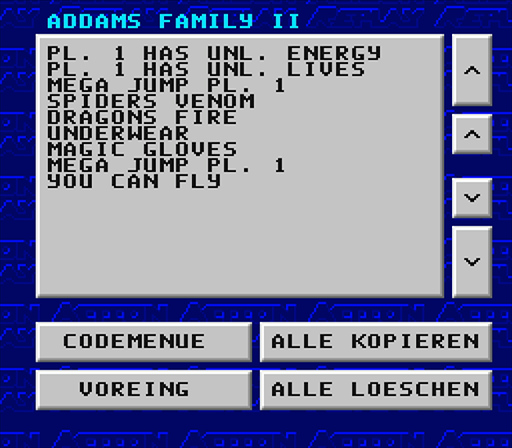 ADDAMS FAMILY II
PL. 1 HAS UNL. ENERGY
PL. 1 HAS UNL. LIVES
MEGA JUMP PL. 1
SPIDERS VENOM
DRAGONS FIRE
UNDERWEAR
MAGIC GLOVES
MEGA JUMP PL. 1
YOU CAN FLY
CODEMENUE
ALLE KOPIEREN
VOREING
ALLE LOESCHEN